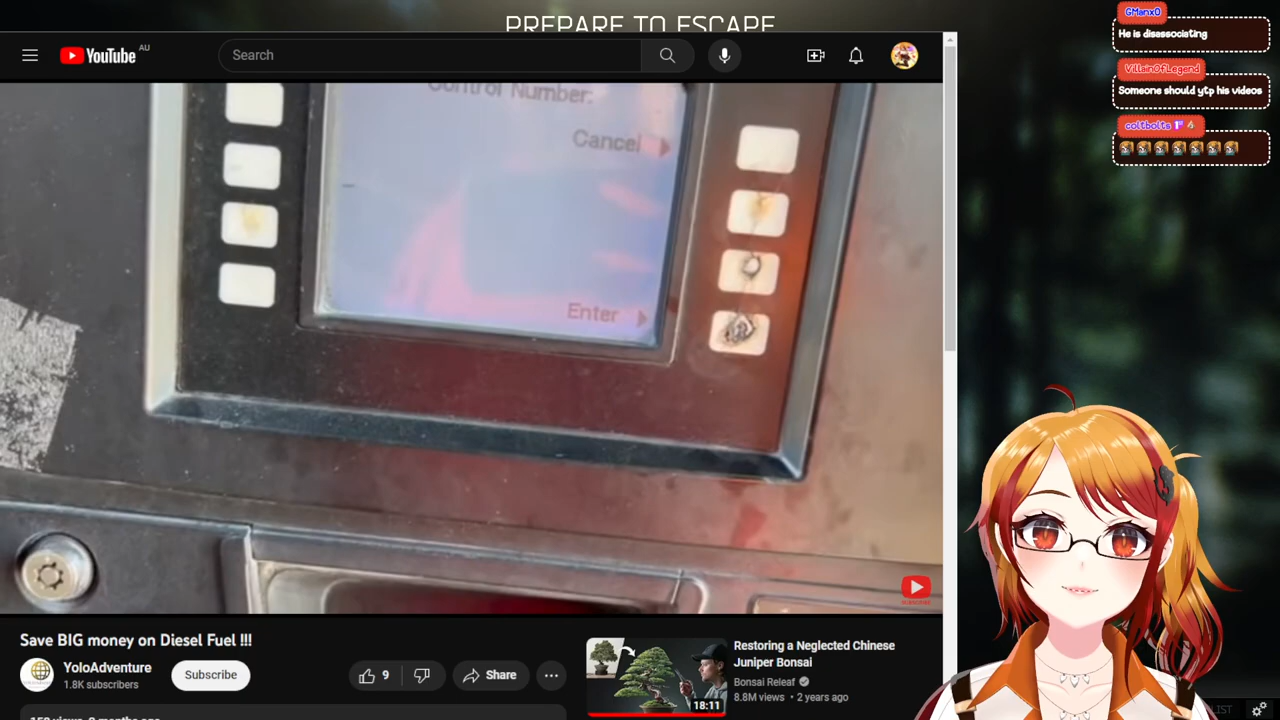 PREPARE TO ESCAPE
YouTube AU
Search
Control Number:
Cancel
Enter
SUBSCRIBE
Save BIG money on Diesel Fuel !!!
YoloAdventure
1.8K subscribers
Subscribe
9
Share
18:11
Restoring a Neglected Chinese
Juniper Bonsai
Bonsai Releaf
8.8M views • 2 years ago
GManx0
He is disassociating
VillainOfLegend
Someone should ytp his videos
coltbolts
LIST